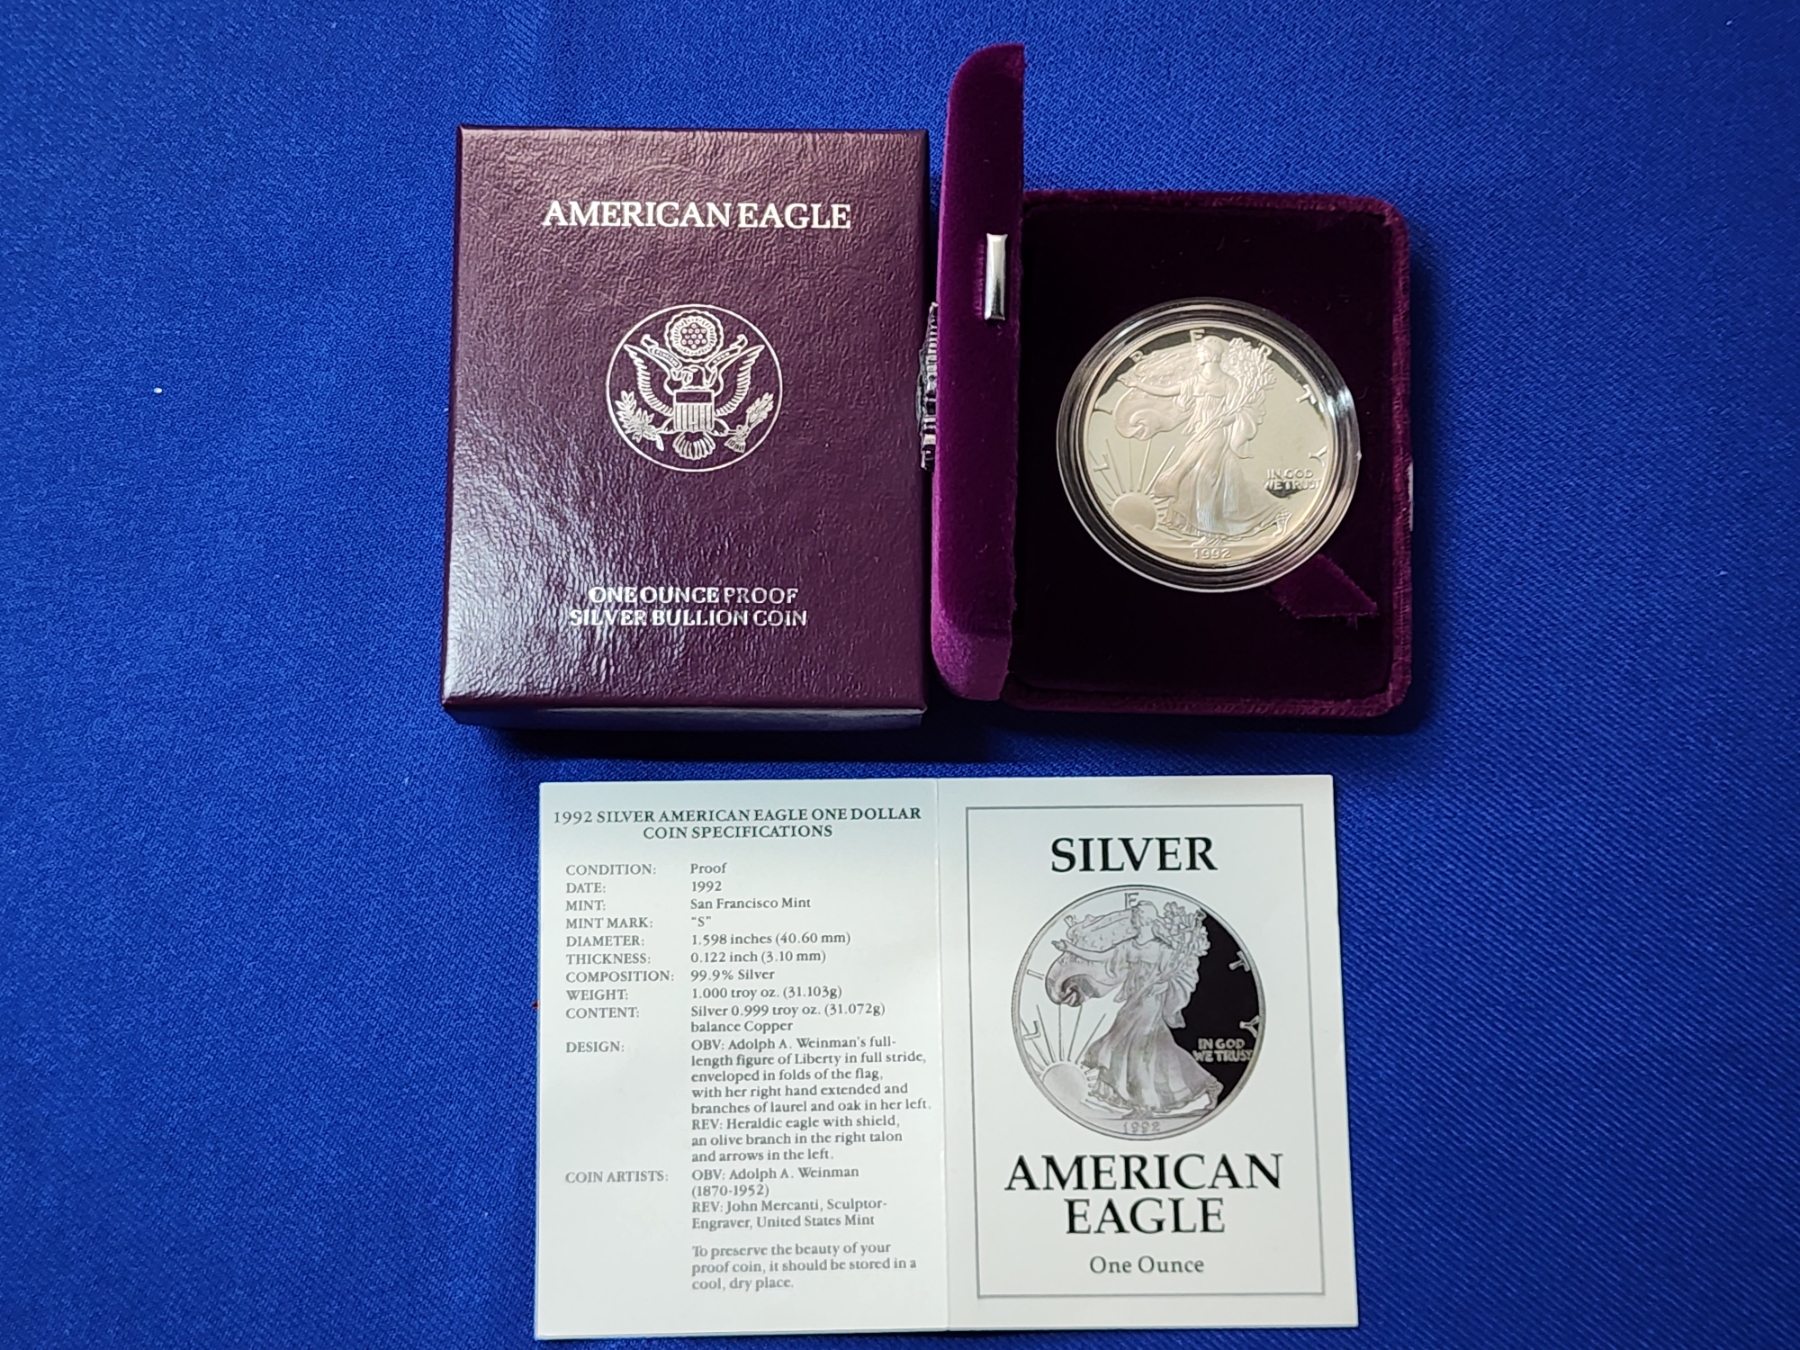 AMERICAN EAGLE
ONE OUNCE PROOF
SILVER BULLION COIN
LIBERTY
IN GOD
WE TRUST
1992
1992 SILVER AMERICAN EAGLE ONE DOLLAR
COIN SPECIFICATIONS
CONDITION: Proof
DATE: 1992
MINT: San Francisco Mint
MINT MARK: "S"
DIAMETER: 1.598 inches (40.60 mm)
THICKNESS: 0.122 inch (3.10 mm)
COMPOSITION: 99.9% Silver
WEIGHT: 1.000 troy oz. (31.103g)
CONTENT: Silver 0.999 troy oz. (31.072g)
balance Copper
DESIGN: OBV: Adolph A. Weinman's full-
length figure of Liberty in full stride,
enveloped in folds of the flag,
with her right hand extended and
branches of laurel and oak in her left.
REV: Heraldic eagle with shield,
an olive branch in the right talon
and arrows in the left.
COIN ARTISTS: OBV: Adolph A. Weinman
(1870-1952)
REV: John Mercanti, Sculptor-
Engraver, United States Mint
To preserve the beauty of your
proof coin, it should be stored in a
cool, dry place.
SILVER
LIBERTY
IN GOD
WE TRUST
1992
AMERICAN
EAGLE
One Ounce